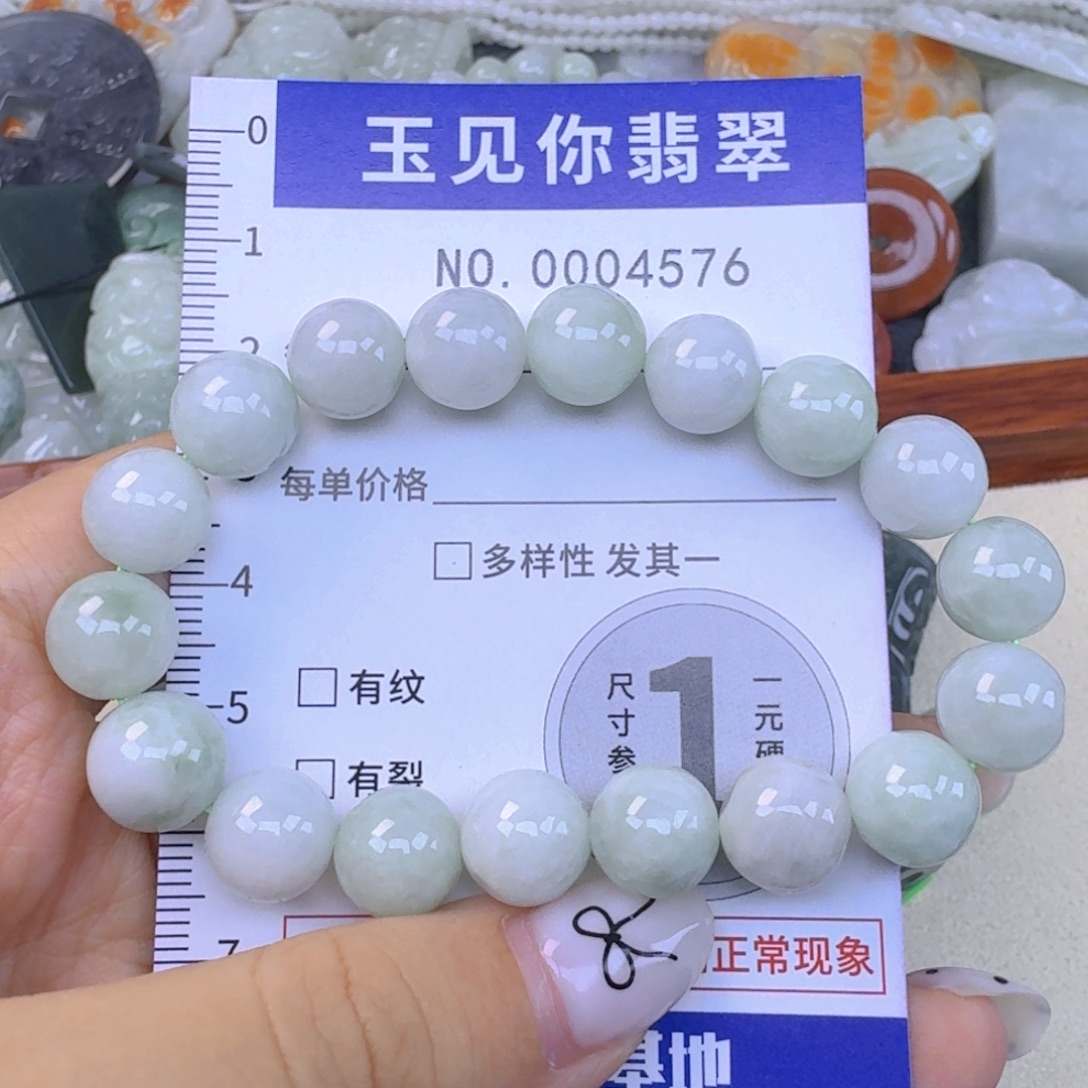 玉见你翡翠
NO. 0004576
0
1
2
每单价格
4
多样性 发其一
5
有纹
有裂
尺寸参
1
一元硬
7
正常现象
基地